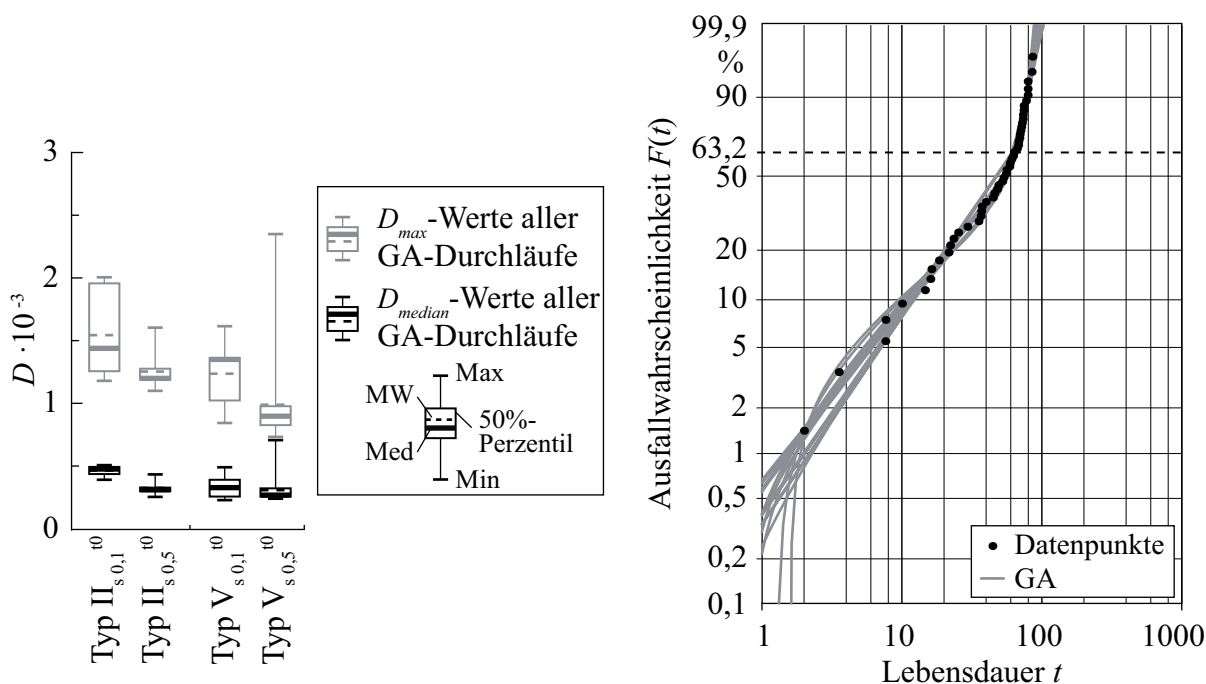 3
2
1
0
D · 10⁻³
Typ II s 0,1 t0
Typ II s 0,5 t0
Typ V s 0,1 t0
Typ V s 0,5 t0
Dmax-Werte aller
GA-Durchläufe
Dmedian-Werte aller
GA-Durchläufe
Max
MW
50%-
Perzentil
Med
Min
Ausfallwahrscheinlichkeit F(t)
99,9
%
90
63,2
50
20
10
5
2
1
0,5
0,2
0,1
Datenpunkte
GA
1 10 100 1000
Lebensdauer t